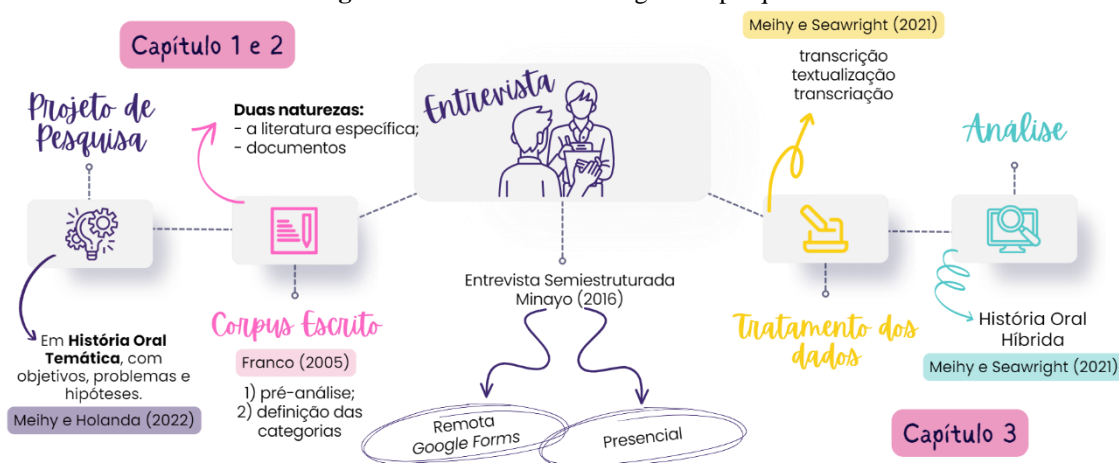 Capítulo 1 e 2
Projeto de
Pesquisa
Em História Oral
Temática, com
objetivos, problemas e
hipóteses.
Meihy e Holanda (2022)
Duas naturezas:
- a literatura específica;
- documentos
Corpus Escrito
Franco (2005)
1) pré-análise;
2) definição das
categorias
Entrevista
Entrevista Semiestruturada
Minayo (2016)
Remota
Google Forms
Presencial
Meihy e Seawright (2021)
transcrição
textualização
transcriação
Tratamento dos
dados
Análise
História Oral
Híbrida
Meihy e Seawright (2021)
Capítulo 3